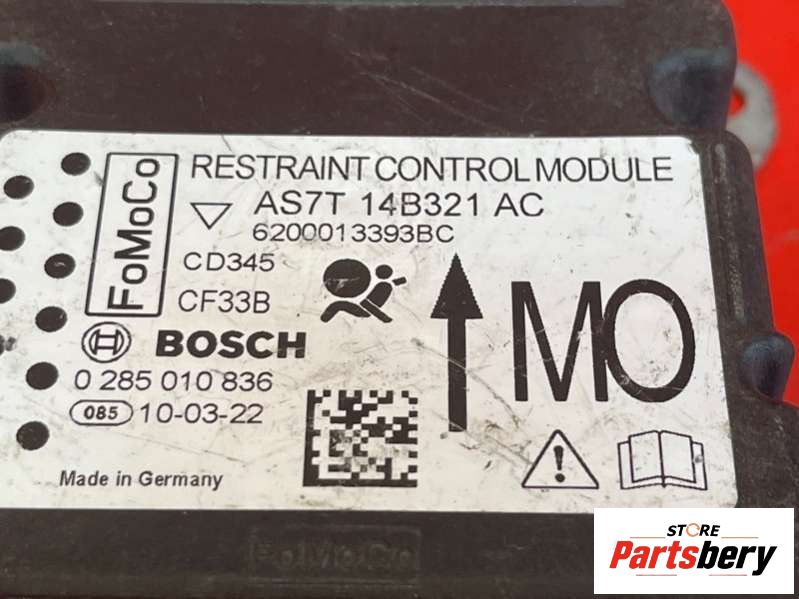 FoMoCo
RESTRAINT CONTROL MODULE
AS7T 14B321 AC
6200013393BC
CD345
CF33B
MO
BOSCH
0 285 010 836
085 10-03-22
Made in Germany
FoMoCo
STORE
Partsbery